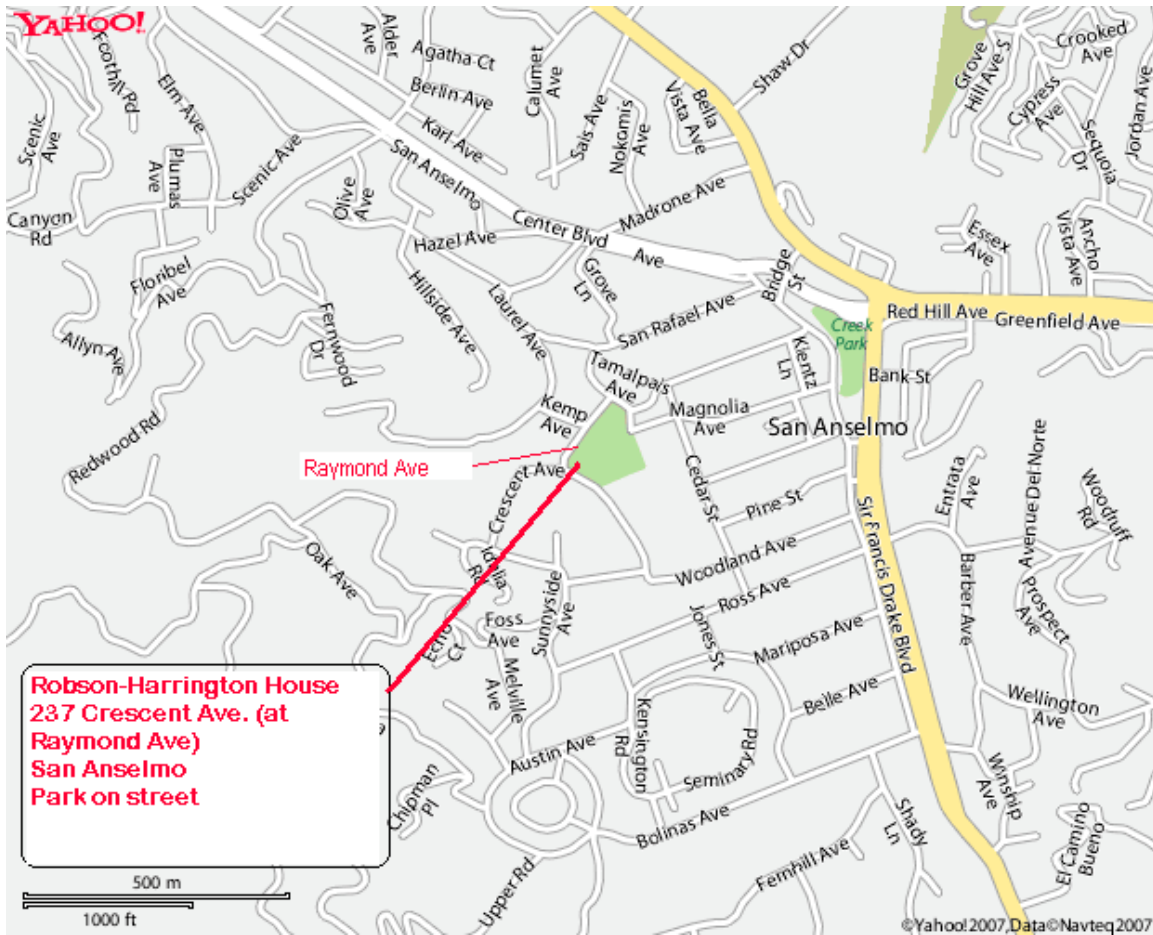 YAHOO!
Foothill Rd
Alder Ave
Agatha Ct
Calumet Ave
Shaw Dr
Grove Hill Ave S
Crooked Ave
Elm Ave
Berlin Ave
Sais Ave
Nokomis Ave
Bella Vista Ave
Cypress Ave
Jordan Ave
Scenic Ave
Karl Ave
Sequoia Dr
Plumas Ave
Scenic Ave
San Anselmo
Canyon Rd
Olive Ave
Madrone Ave
Center Blvd
Ave
Hazel Ave
Essex Ave
Ancho Vista Ave
Floribel Ave
Bridge St
Grove Ln
Hillside Ave
Laurel Ave
San Rafael Ave
Red Hill Ave
Greenfield Ave
Allyn Ave
Fernwood Dr
Creek Park
Klentz Ln
Tamalpais Ave
Bank St
Kemp Ave
Magnolia Ave
San Anselmo
Redwood Rd
Raymond Ave
Crescent Ave
Cedar St
Entrata Ave
Avenue Del Norte
Woodruff Rd
Pine St
Sir Francis Drake Blvd
Oak Ave
Idalia Rd
Woodland Ave
Sunnyside Ave
Ross Ave
Barber Ave
Prospect Ave
Foss Ave
Echo Ct
Jones St
Mariposa Ave
Melville Ave
Belle Ave
Wellington Ave
Robson-Harrington House
237 Crescent Ave. (at
Raymond Ave)
San Anselmo
Park on street
Kensington Rd
Austin Ave
Seminary Rd
Winship Ave
Chipman Pl
Bolinas Ave
Shady Ln
El Camino Bueno
Fernhill Ave
Upper Rd
500 m
1000 ft
©Yahoo!2007,Data©Navteq2007